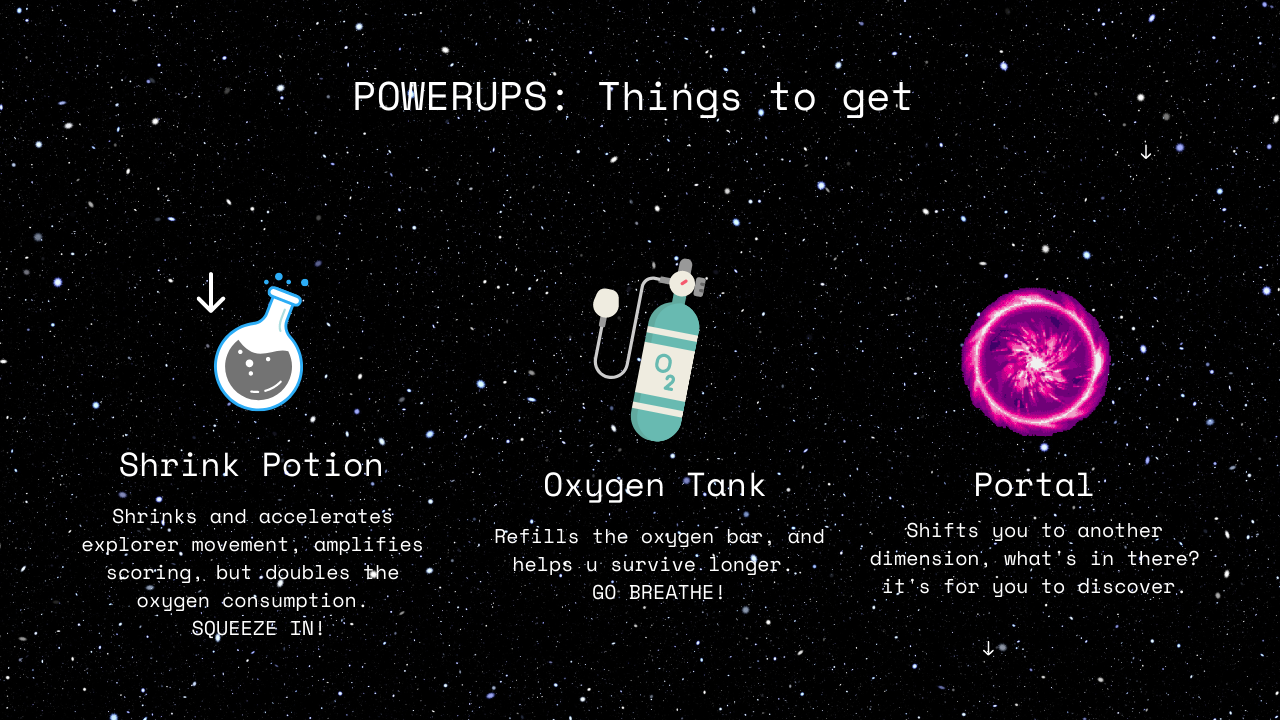 POWERUPS: Things to get
↓
↓
O
2
Shrink Potion
Shrinks and accelerates
explorer movement, amplifies
scoring, but doubles the
oxygen consumption.
SQUEEZE IN!
Oxygen Tank
Refills the oxygen bar, and
helps u survive longer.
GO BREATHE!
Portal
Shifts you to another
dimension, what's in there?
it's for you to discover.
↓